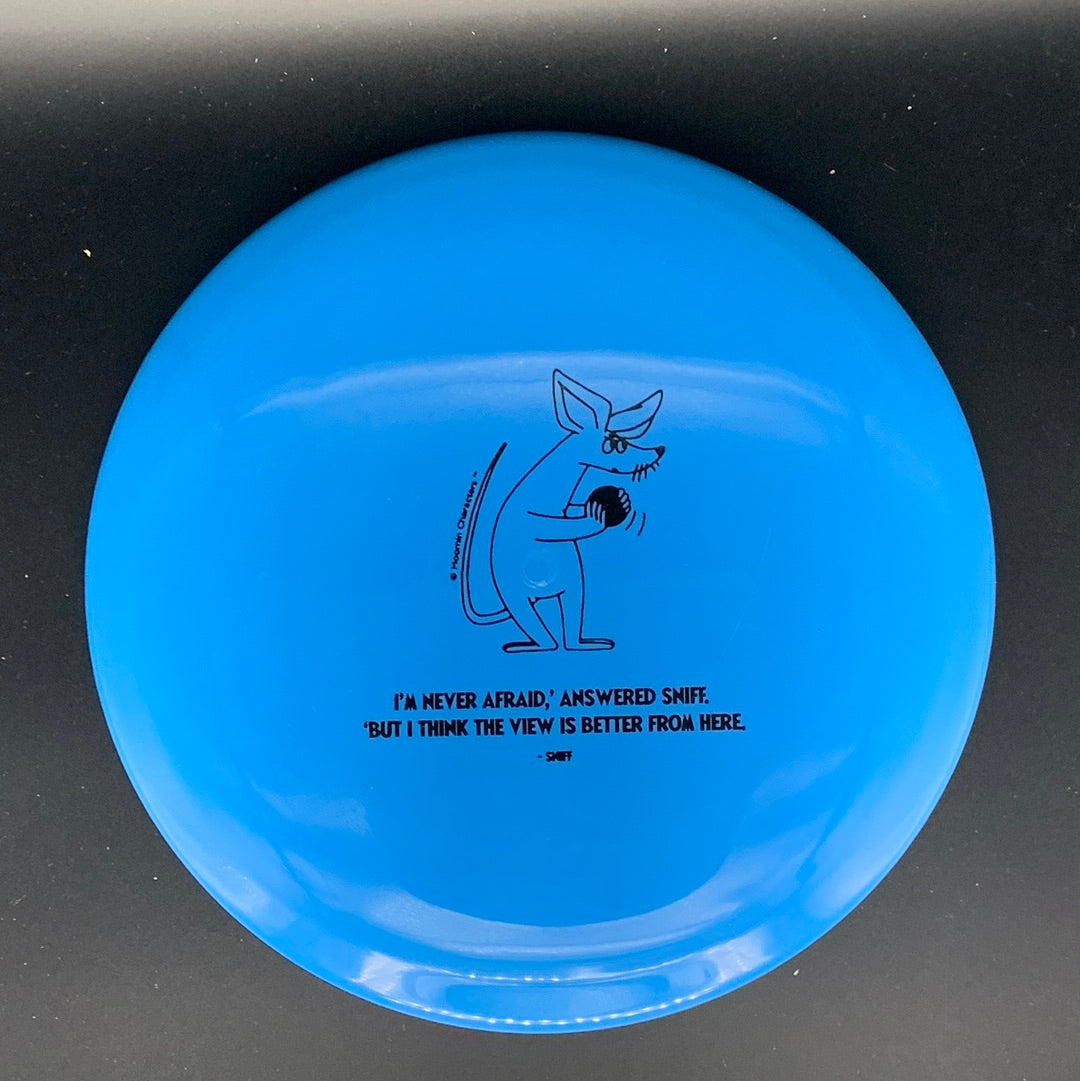 © Moomin Characters ™
I'M NEVER AFRAID,' ANSWERED SNIFF.
'BUT I THINK THE VIEW IS BETTER FROM HERE.
- SNIFF